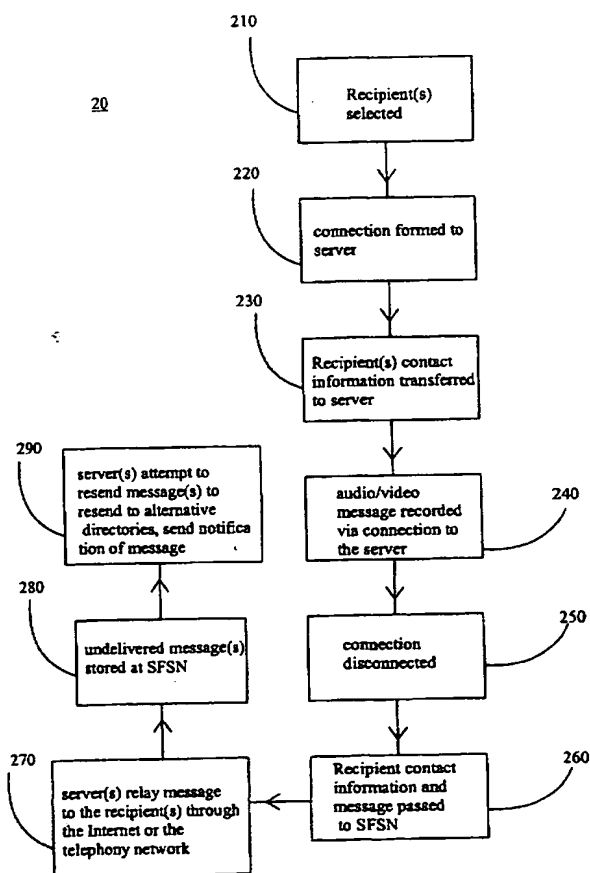 210
Recipient(s)
selected
20
220
connection formed to
server
230
Recipient(s) contact
information transferred
to server
240
audio/video
message recorded
via connection to
the server
250
connection
disconnected
260
Recipient contact
information and
message passed
to SFSN
270
server(s) relay message
to the recipient(s) through
the Internet or the
telephony network
280
undelivered message(s)
stored at SFSN
290
server(s) attempt to
resend message(s) to
resend to alternative
directories, send notifica
tion of message